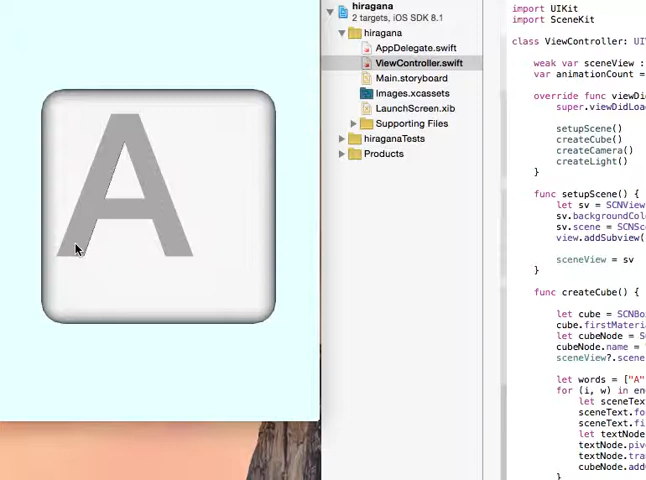 A
hiragana
2 targets, iOS SDK 8.1
hiragana
AppDelegate.swift
ViewController.swift
Main.storyboard
Images.xcassets
LaunchScreen.xib
Supporting Files
hiraganaTests
Products
import UIKit
import SceneKit
class ViewController: UI
weak var sceneView :
var animationCount =
override func viewDid
super.viewDidLoa
setupScene()
createCube()
createCamera()
createLight()
}
func setupScene() {
let sv = SCNView
sv.backgroundCol
sv.scene = SCNSc
view.addSubview(
sceneView = sv
}
func createCube() {
let cube = SCNBo
cube.firstMateri
let cubeNode = S
cubeNode.name =
sceneView?.scene
let words = ["A"
for (i, w) in en
let sceneTex
sceneText.fo
sceneText.fi
let textNode
textNode.piv
textNode.tra
cubeNode.add
}